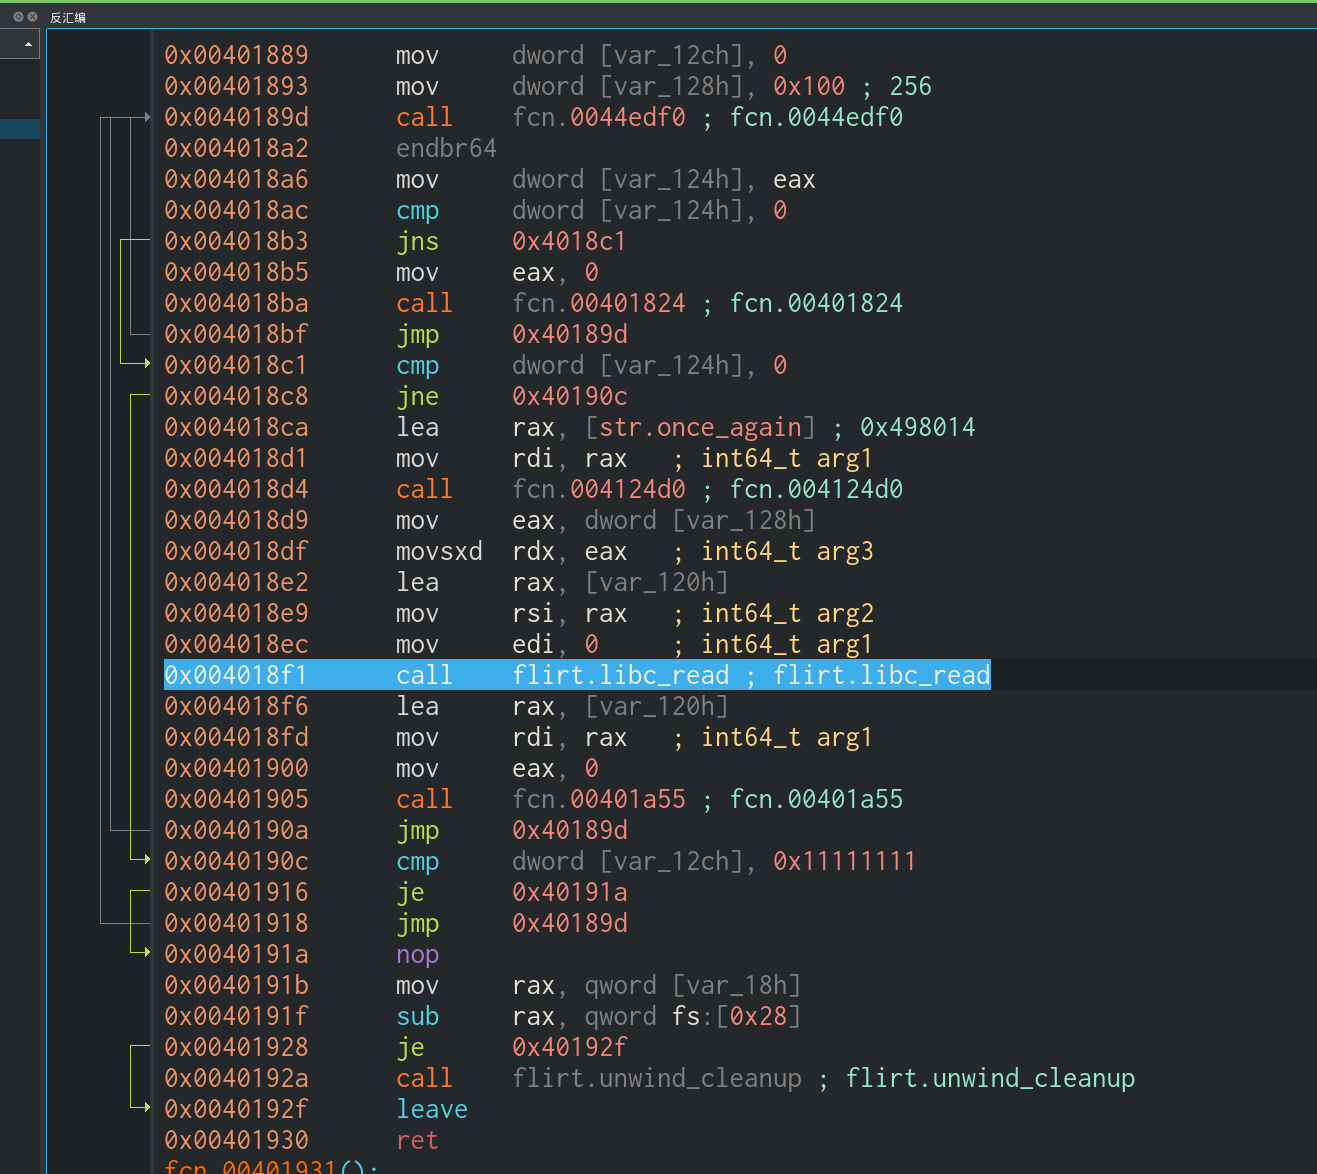 反汇编
0x00401889 mov dword [var_12ch], 0
0x00401893 mov dword [var_128h], 0x100 ; 256
0x0040189d call fcn.0044edf0 ; fcn.0044edf0
0x004018a2 endbr64
0x004018a6 mov dword [var_124h], eax
0x004018ac cmp dword [var_124h], 0
0x004018b3 jns 0x4018c1
0x004018b5 mov eax, 0
0x004018ba call fcn.00401824 ; fcn.00401824
0x004018bf jmp 0x40189d
0x004018c1 cmp dword [var_124h], 0
0x004018c8 jne 0x40190c
0x004018ca lea rax, [str.once_again] ; 0x498014
0x004018d1 mov rdi, rax ; int64_t arg1
0x004018d4 call fcn.004124d0 ; fcn.004124d0
0x004018d9 mov eax, dword [var_128h]
0x004018df movsxd rdx, eax ; int64_t arg3
0x004018e2 lea rax, [var_120h]
0x004018e9 mov rsi, rax ; int64_t arg2
0x004018ec mov edi, 0 ; int64_t arg1
0x004018f1 call flirt.libc_read ; flirt.libc_read
0x004018f6 lea rax, [var_120h]
0x004018fd mov rdi, rax ; int64_t arg1
0x00401900 mov eax, 0
0x00401905 call fcn.00401a55 ; fcn.00401a55
0x0040190a jmp 0x40189d
0x0040190c cmp dword [var_12ch], 0x11111111
0x00401916 je 0x40191a
0x00401918 jmp 0x40189d
0x0040191a nop
0x0040191b mov rax, qword [var_18h]
0x0040191f sub rax, qword fs:[0x28]
0x00401928 je 0x40192f
0x0040192a call flirt.unwind_cleanup ; flirt.unwind_cleanup
0x0040192f leave
0x00401930 ret
fcn.00401931();